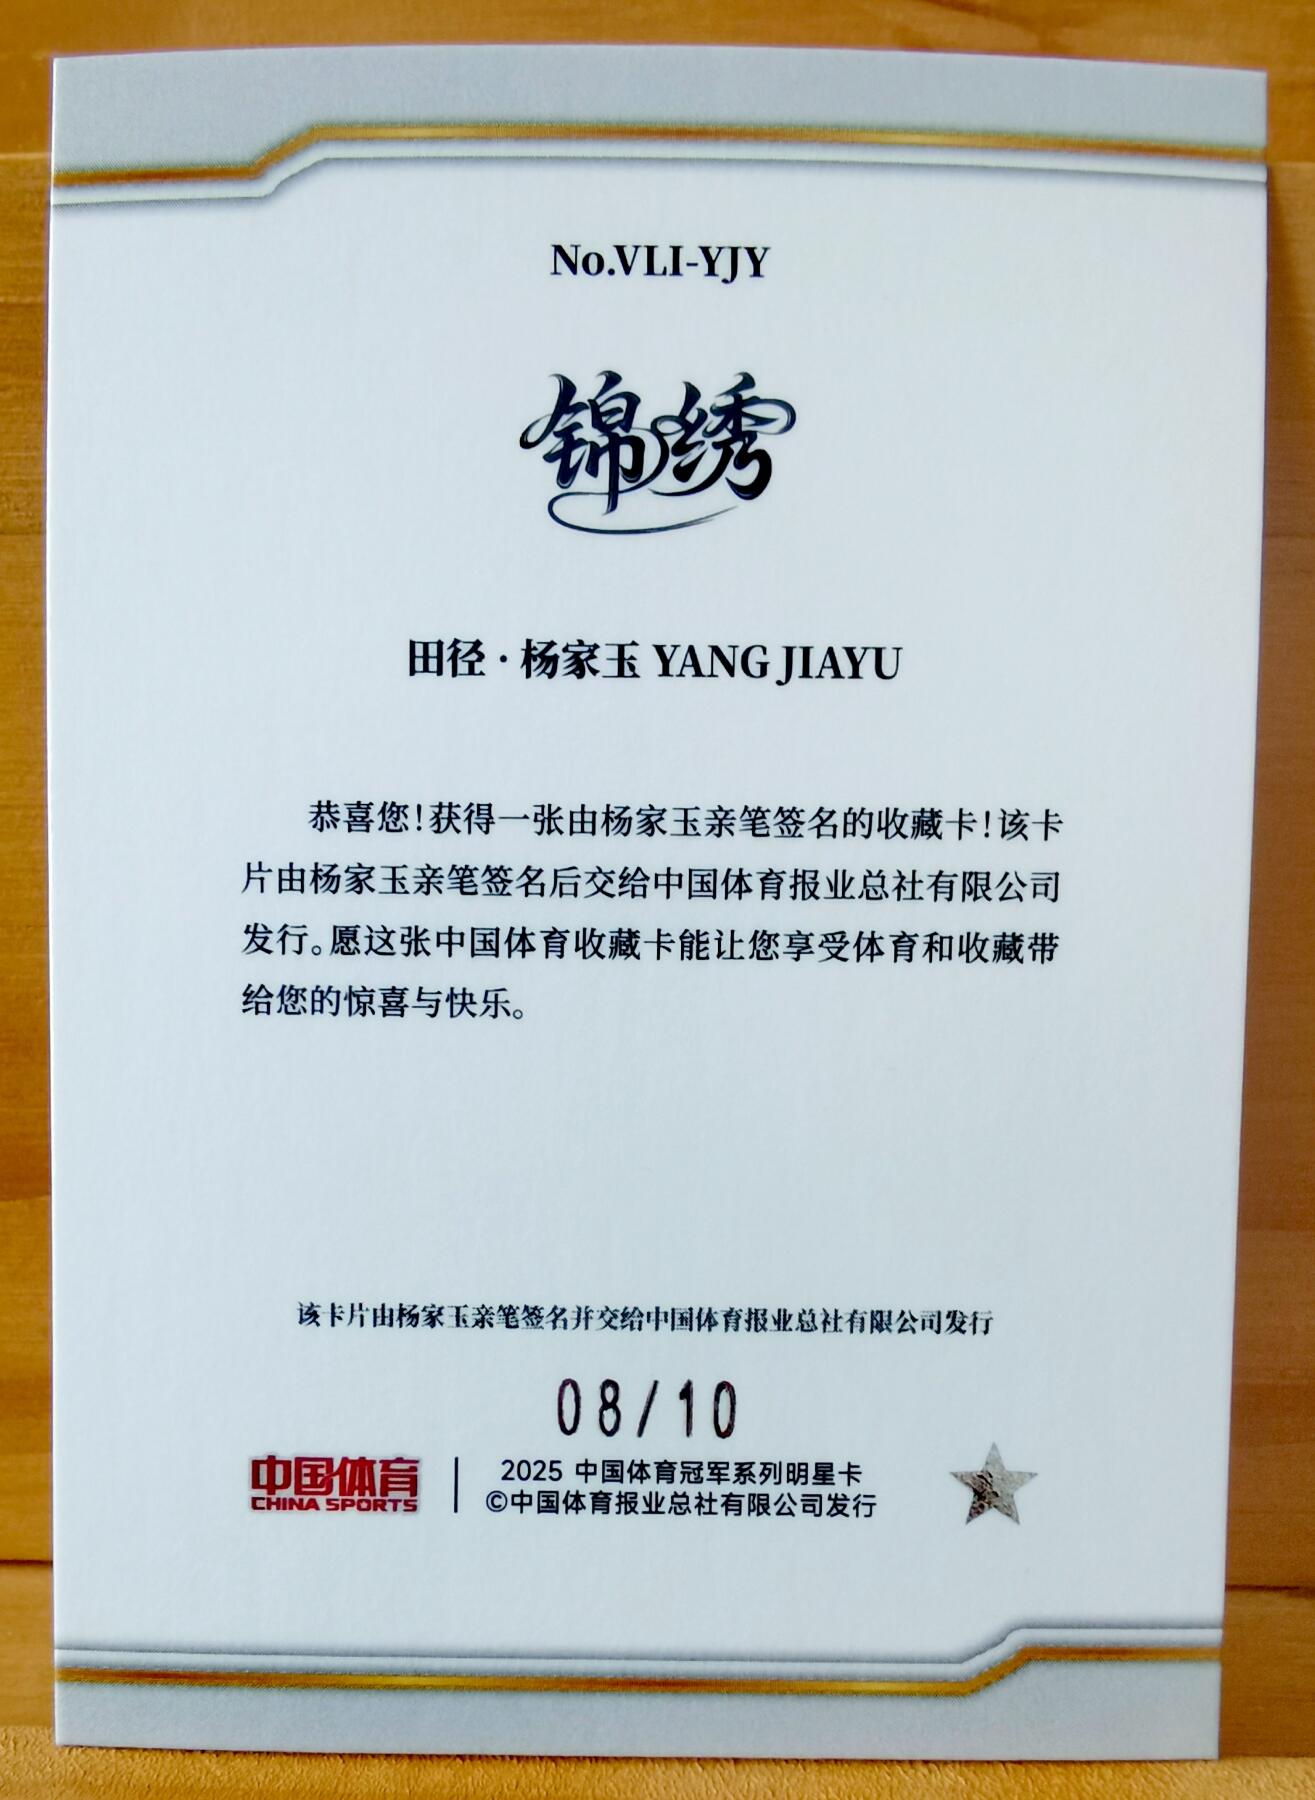 No.VLI-YJY
锦绣
田径·杨家玉 YANG JIAYU
恭喜您！获得一张由杨家玉亲笔签名的收藏卡！该卡
片由杨家玉亲笔签名后交给中国体育报业总社有限公司
发行。愿这张中国体育收藏卡能让您享受体育和收藏带
给您的惊喜与快乐。
该卡片由杨家玉亲笔签名并交给中国体育报业总社有限公司发行
08/10
中国体育
CHINA SPORTS
2025 中国体育冠军系列明星卡
©中国体育报业总社有限公司发行